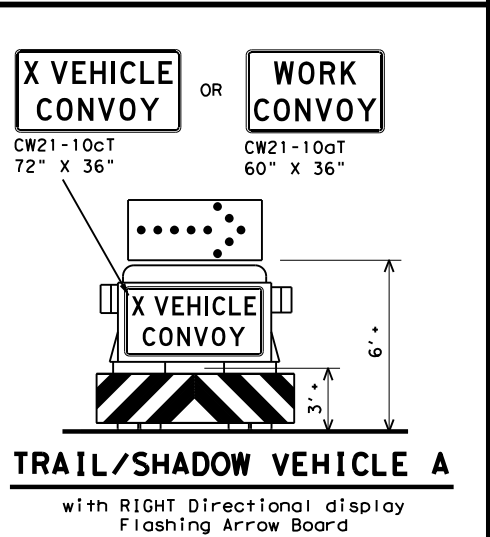 X VEHICLE
CONVOY
OR
WORK
CONVOY
CW21-10cT
72" X 36"
CW21-10aT
60" X 36"
X VEHICLE
CONVOY
6' +
3' +
TRAIL/SHADOW VEHICLE A
with RIGHT Directional display
Flashing Arrow Board